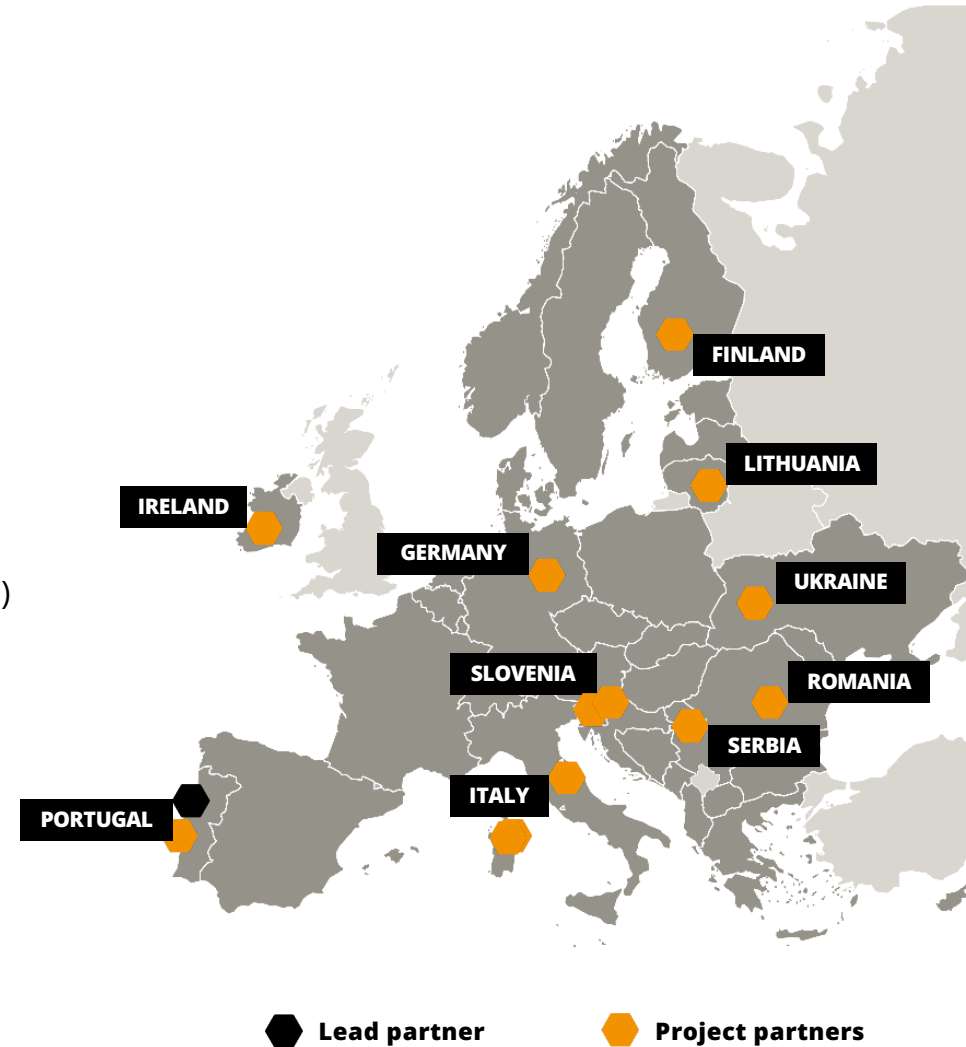 FINLAND
LITHUANIA
IRELAND
GERMANY
UKRAINE
)
SLOVENIA
ROMANIA
SERBIA
ITALY
PORTUGAL
Lead partner
Project partners